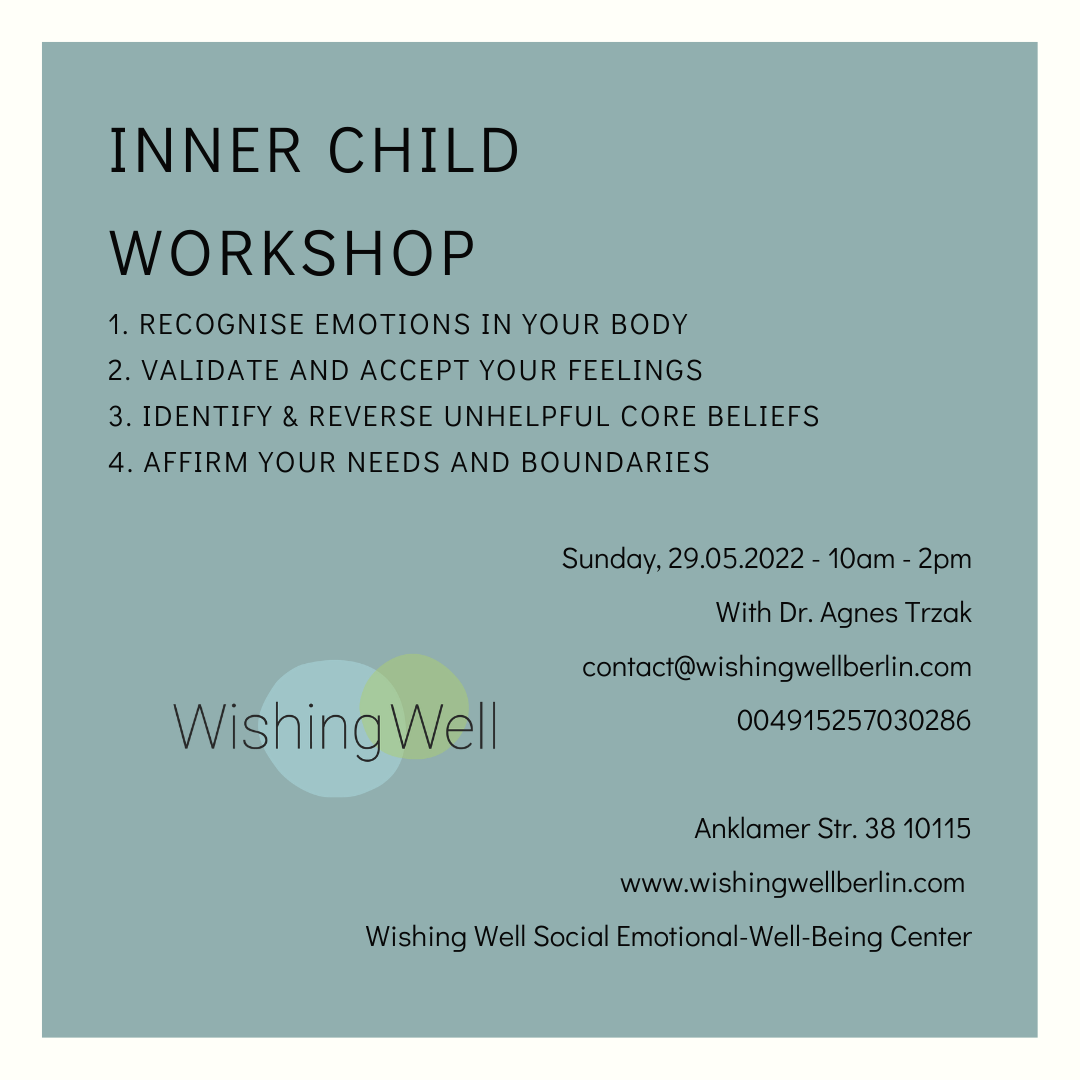 INNER CHILD
WORKSHOP
1. RECOGNISE EMOTIONS IN YOUR BODY
2. VALIDATE AND ACCEPT YOUR FEELINGS
3. IDENTIFY & REVERSE UNHELPFUL CORE BELIEFS
4. AFFIRM YOUR NEEDS AND BOUNDARIES
Sunday, 29.05.2022 - 10am - 2pm
With Dr. Agnes Trzak
contact@wishingwellberlin.com
004915257030286
WishingWell
Anklamer Str. 38 10115
www.wishingwellberlin.com
Wishing Well Social Emotional-Well-Being Center